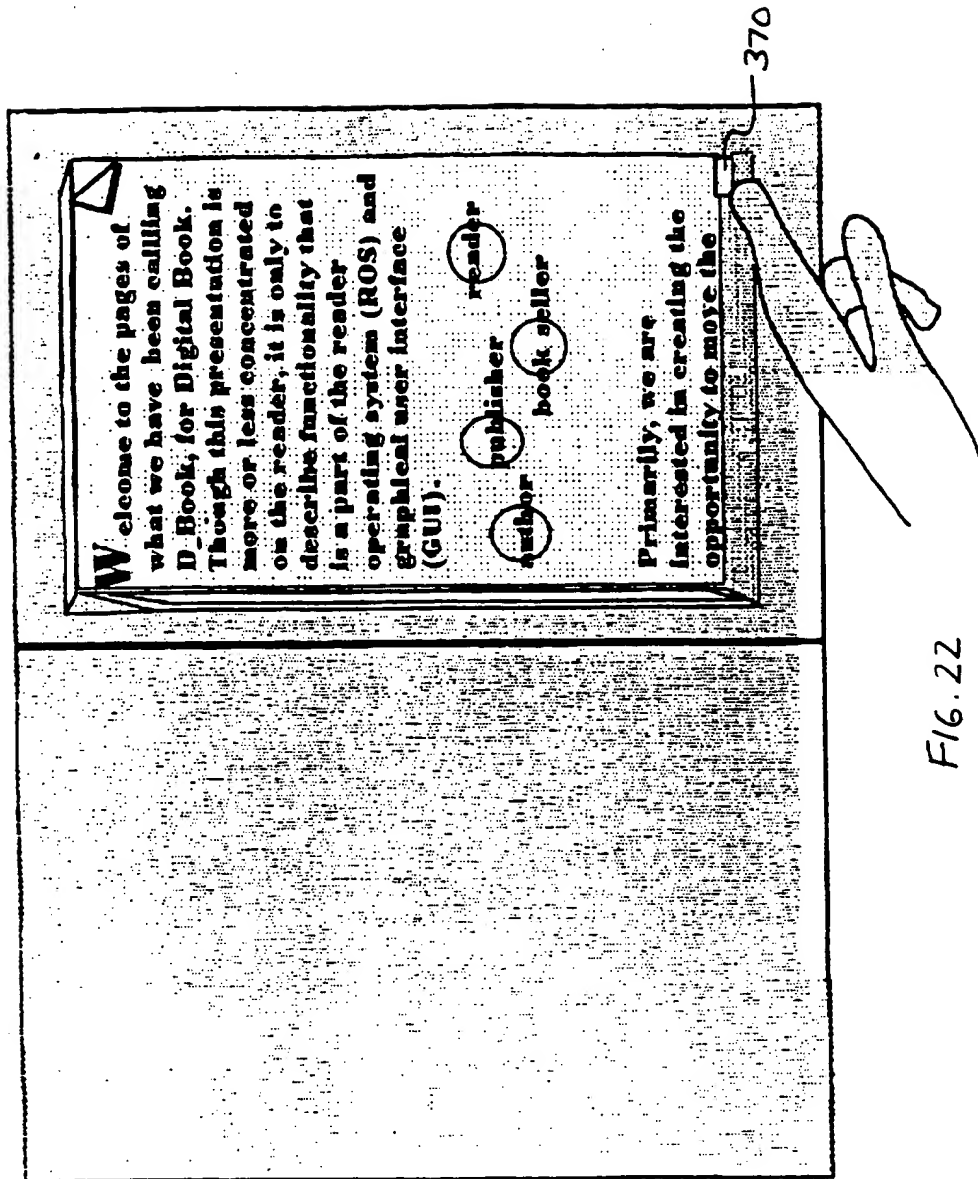 Welcome to the pages of
what we have been callling
D_Book, for Digital Book.
Though this presentation is
more or less concentrated
on the reader, it is only to
describe functionality that
is a part of the reader
operating system (ROS) and
graphical user interface
(GUI).
author publisher book seller reader
Primarily, we are
interested in creating the
opportunity to move the
370
FIG. 22